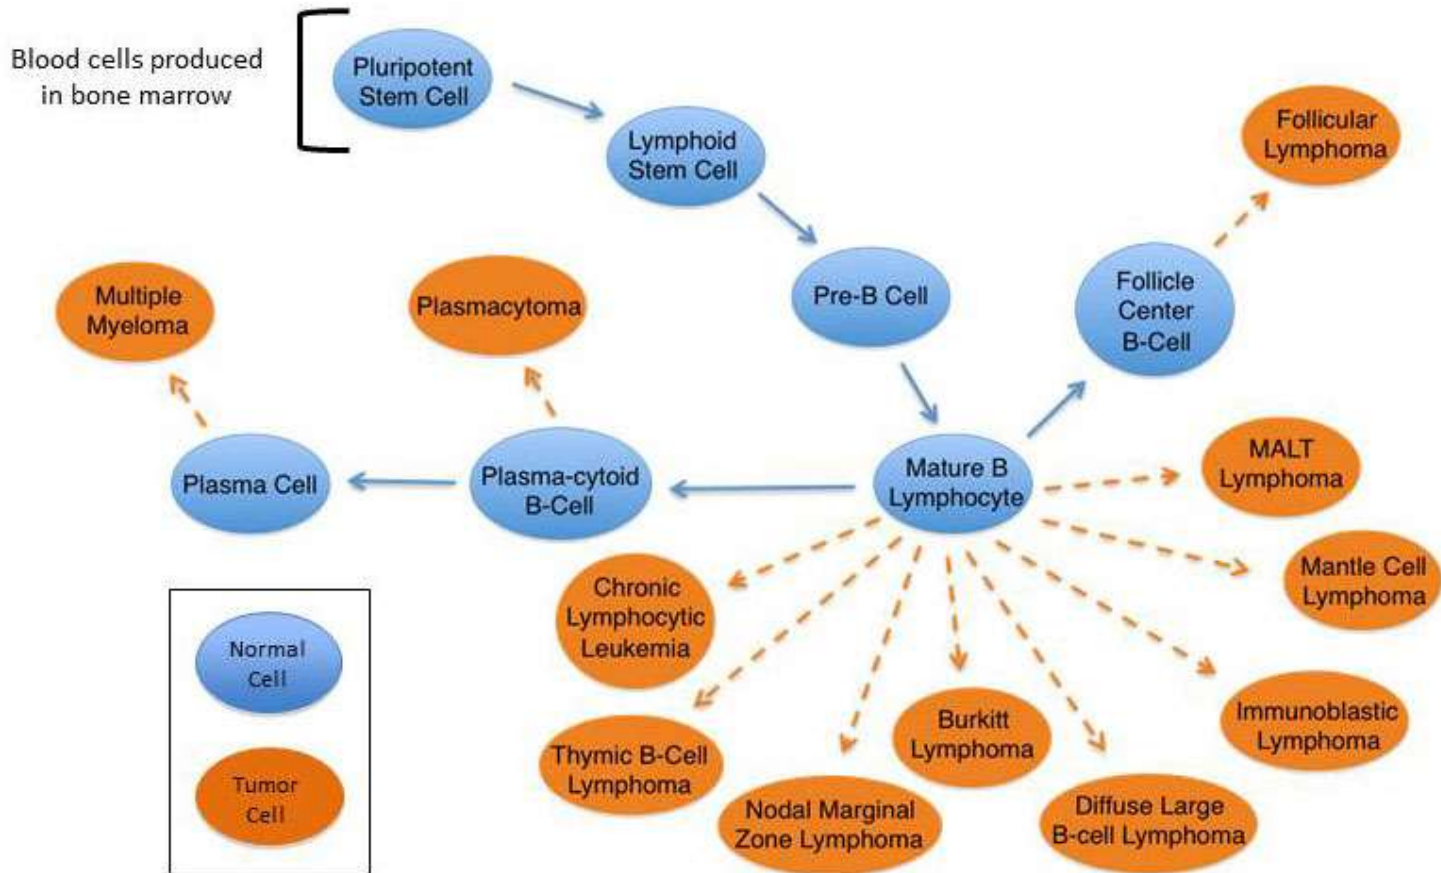 Blood cells produced
in bone marrow
Pluripotent
Stem Cell
Lymphoid
Stem Cell
Follicular
Lymphoma
Multiple
Myeloma
Plasmacytoma
Pre-B Cell
Follicle
Center
B-Cell
Plasma Cell
Plasma-cytoid
B-Cell
Mature B
Lymphocyte
MALT
Lymphoma
Mantle Cell
Lymphoma
Chronic
Lymphocytic
Leukemia
Normal
Cell
Immunoblastic
Lymphoma
Burkitt
Lymphoma
Thymic B-Cell
Lymphoma
Tumor
Cell
Nodal Marginal
Zone Lymphoma
Diffuse Large
B-cell Lymphoma